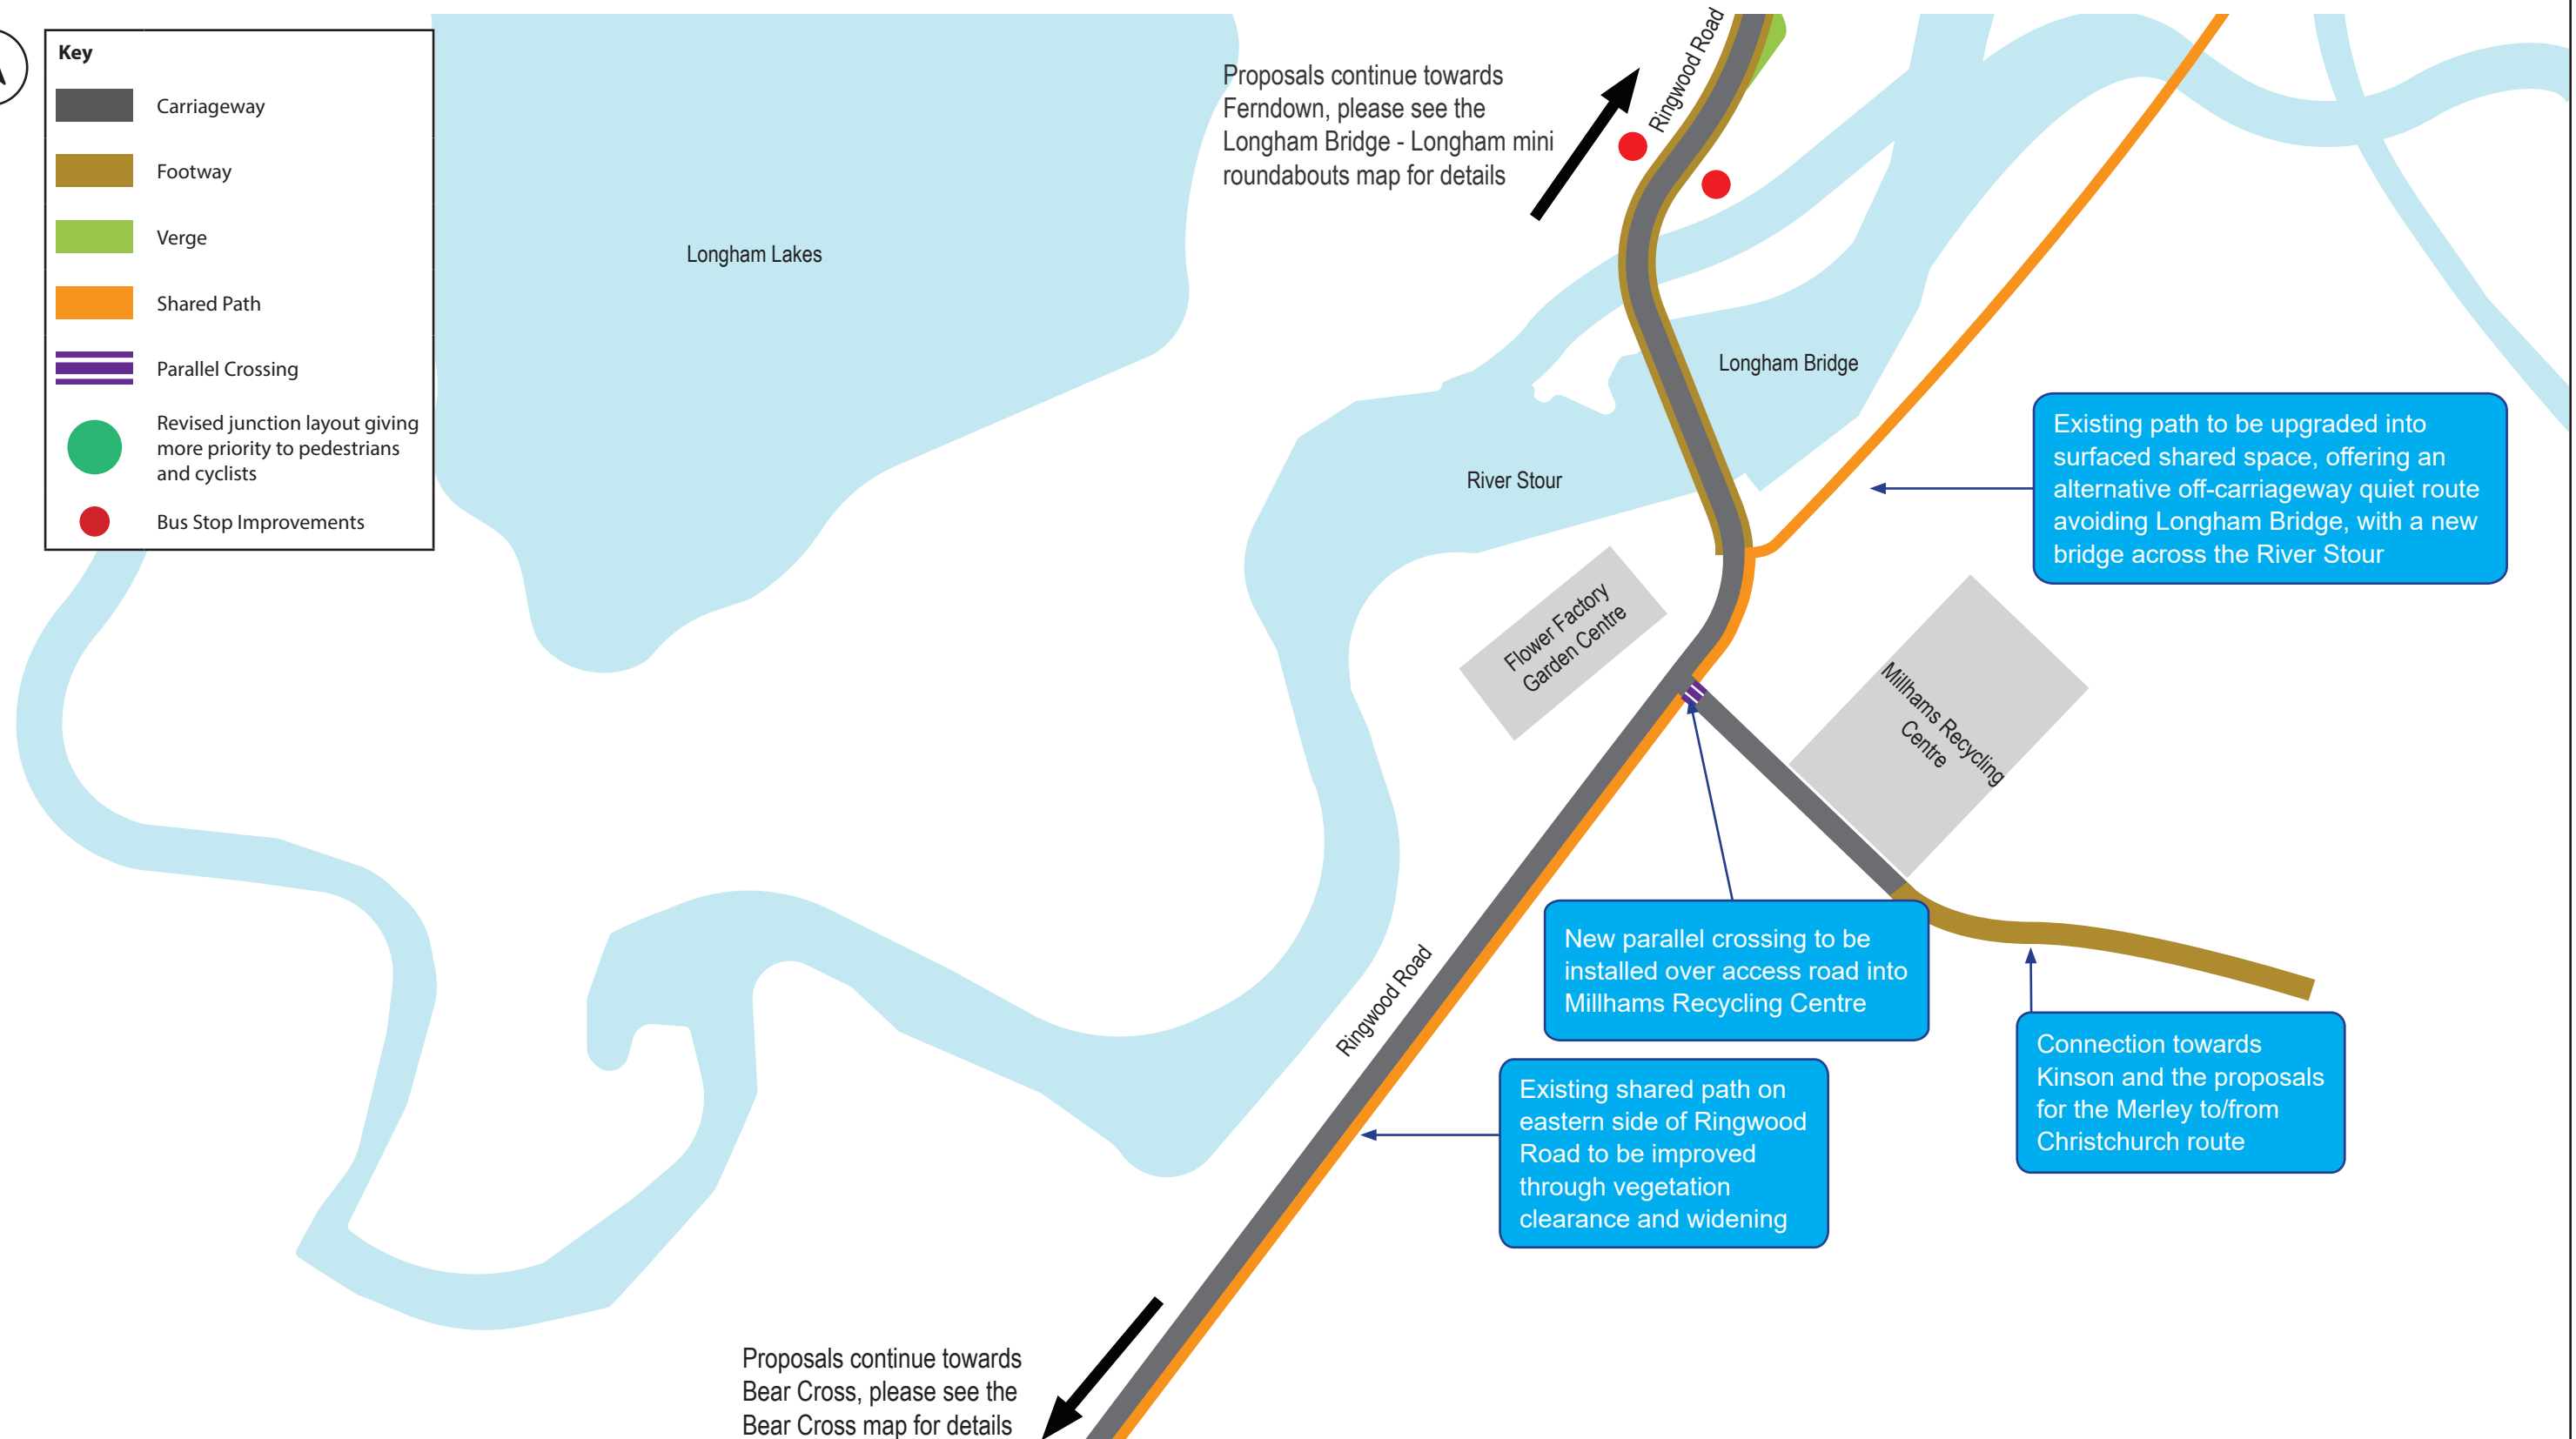 Key
Carriageway
Footway
Verge
Shared Path
Parallel Crossing
Revised junction layout giving
more priority to pedestrians
and cyclists
Bus Stop Improvements
Longham Lakes
Proposals continue towards
Ferndown, please see the
Longham Bridge - Longham mini
roundabouts map for details
Ringwood Road
Longham Bridge
River Stour
Existing path to be upgraded into
surfaced shared space, offering an
alternative off-carriageway quiet route
avoiding Longham Bridge, with a new
bridge across the River Stour
Flower Factory
Garden Centre
Millhams Recycling
Centre
New parallel crossing to be
installed over access road into
Millhams Recycling Centre
Ringwood Road
Connection towards
Kinson and the proposals
for the Merley to/from
Christchurch route
Existing shared path on
eastern side of Ringwood
Road to be improved
through vegetation
clearance and widening
Proposals continue towards
Bear Cross, please see the
Bear Cross map for details